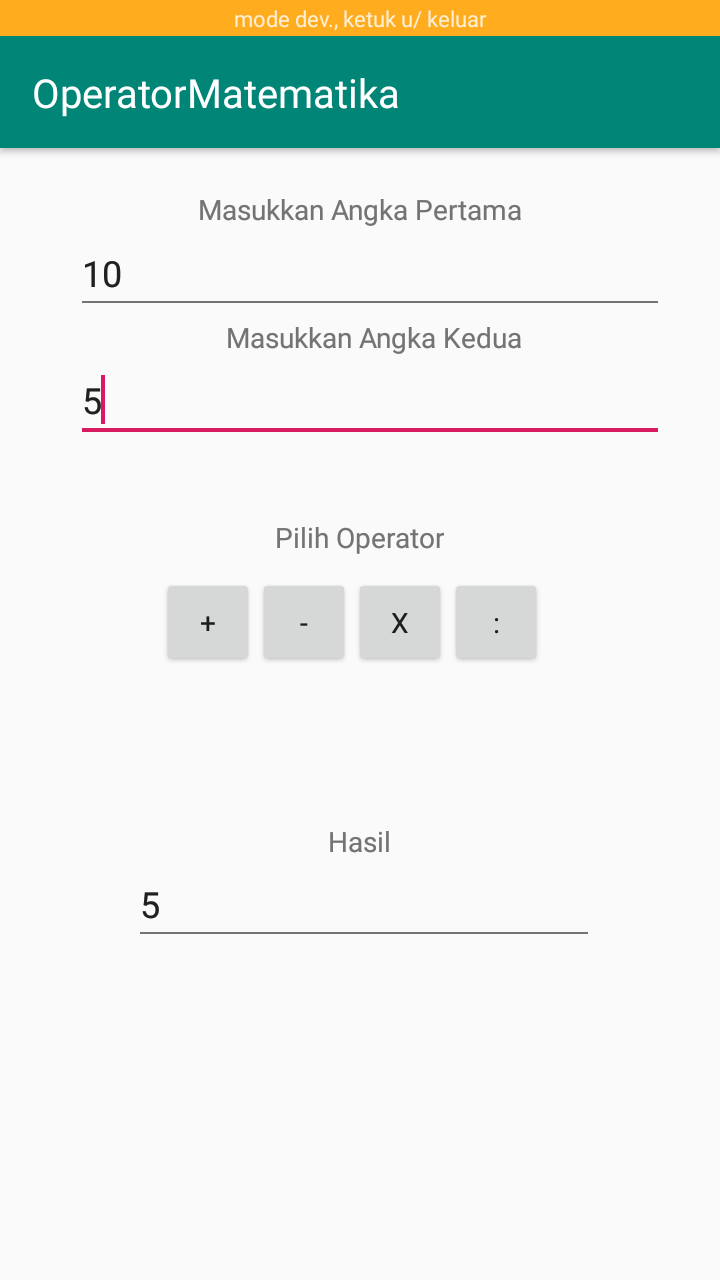 mode dev., ketuk u/ keluar
OperatorMatematika
Masukkan Angka Pertama
10
Masukkan Angka Kedua
5
Pilih Operator
+ - X :
Hasil
5